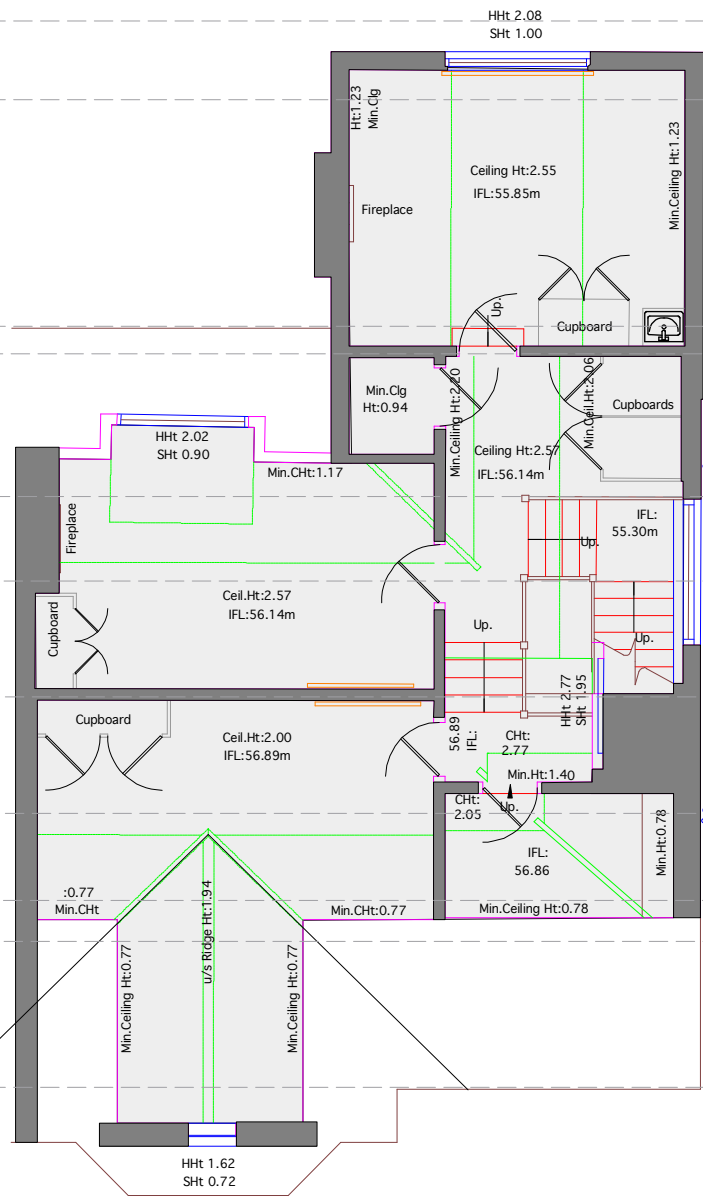 HHt 2.08
SHt 1.00
Ht:1.23
Min.Clg
Min.Ceiling Ht:1.23
Ceiling Ht:2.55
IFL:55.85m
Fireplace
Up.
Cupboard
Min.Clg
Ht:0.94
Min.Ceiling Ht:2.20
Min.Ceil.Ht:2.06
Cupboards
Ceiling Ht:2.57
IFL:56.14m
HHt 2.02
SHt 0.90
Min.CHt:1.17
Fireplace
IFL:
55.30m
Up.
Ceil.Ht:2.57
IFL:56.14m
Cupboard
Up.
Up.
HHt 2.77
SHt 1.95
Cupboard
Ceil.Ht:2.00
IFL:56.89m
56.89
IFL:
CHt:
2.77
Min.Ht:1.40
CHt:
2.05
Up.
IFL:
56.86
Min.Ht:0.78
:0.77
Min.CHt
u/s Ridge Ht:1.94
Min.CHt:0.77
Min.Ceiling Ht:0.78
Min.Ceiling Ht:0.77
Min.Ceiling Ht:0.77
HHt 1.62
SHt 0.72